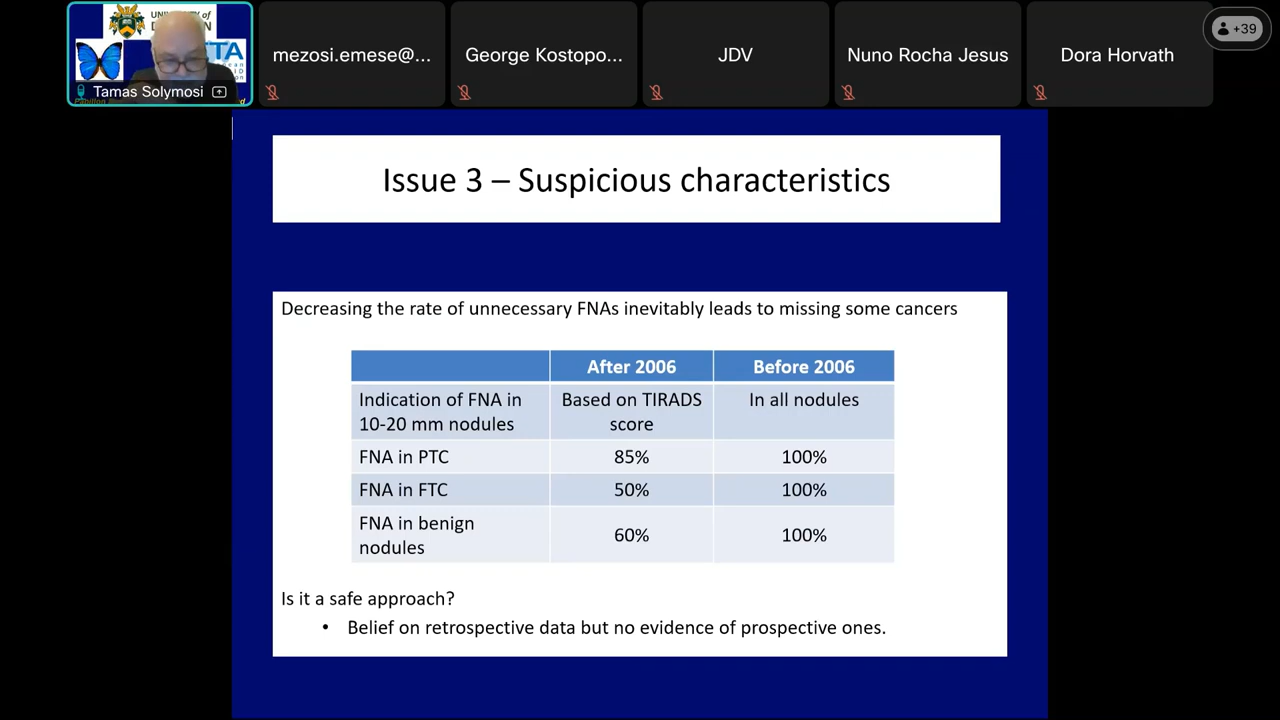 UNIVERSITY OF
TA
Tamas Solymosi
mezosi.emese@...
George Kostopo...
JDV
Nuno Rocha Jesus
Dora Horvath
+39
Issue 3 – Suspicious characteristics
Decreasing the rate of unnecessary FNAs inevitably leads to missing some cancers
After 2006 Before 2006
Indication of FNA in
10-20 mm nodules
Based on TIRADS
score
In all nodules
FNA in PTC 85% 100%
FNA in FTC 50% 100%
FNA in benign
nodules
60% 100%
Is it a safe approach?
• Belief on retrospective data but no evidence of prospective ones.